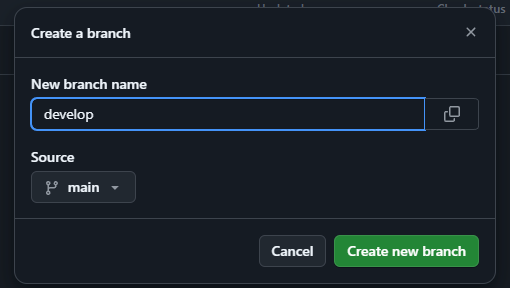 Create a branch
New branch name
develop
Source
main
Cancel
Create new branch